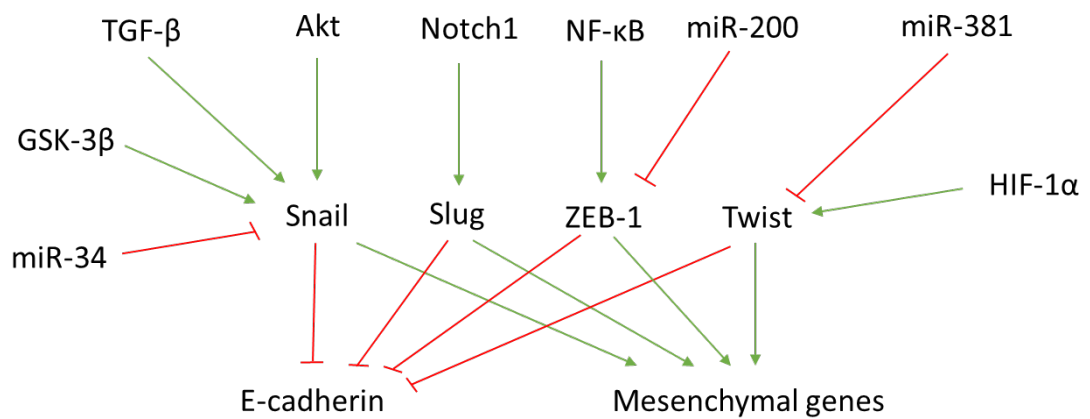 TGF-β
Akt
Notch1
NF-κB
miR-200
miR-381
GSK-3β
HIF-1α
Snail
Slug
ZEB-1
Twist
miR-34
E-cadherin
Mesenchymal genes